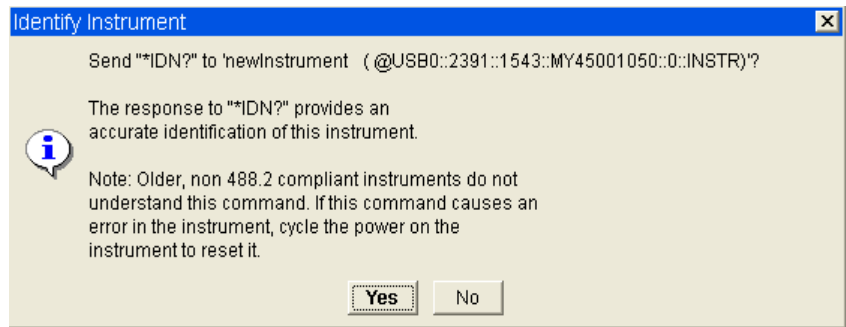 Identify Instrument
Send "*IDN?" to 'newInstrument ( @USB0::2391::1543::MY45001050::0::INSTR)'?
The response to "*IDN?" provides an
accurate identification of this instrument.
Note: Older, non 488.2 compliant instruments do not
understand this command. If this command causes an
error in the instrument, cycle the power on the
instrument to reset it.
Yes No